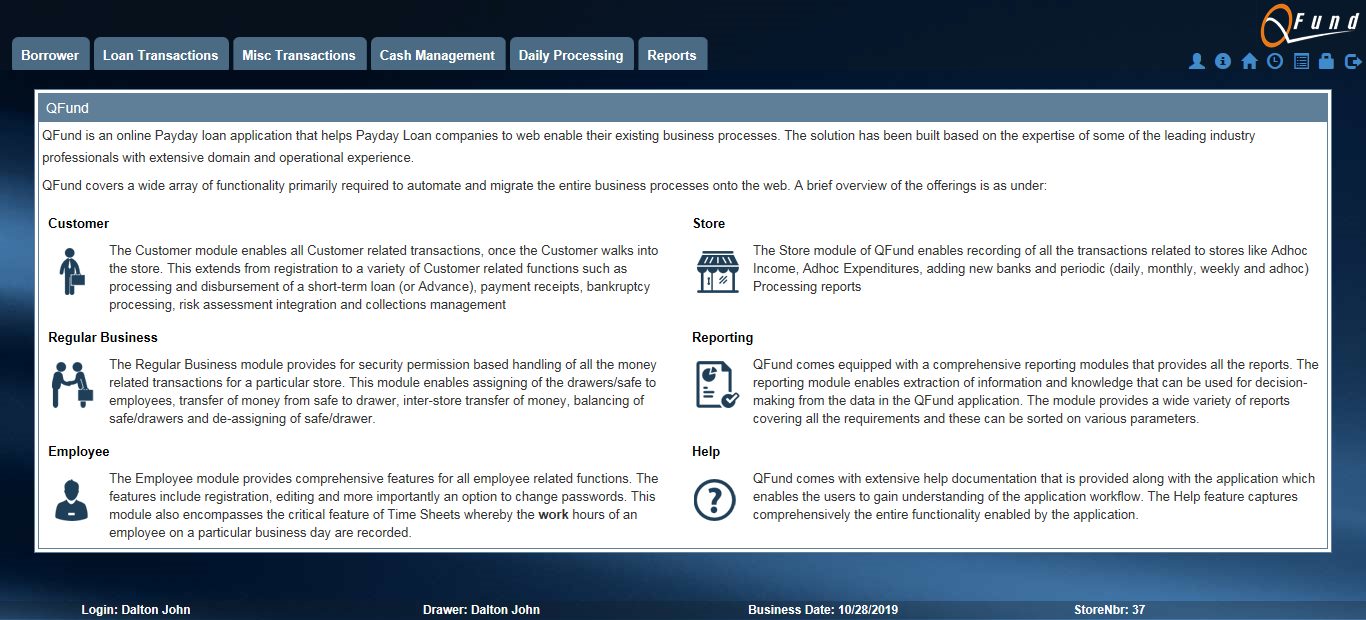 QFund
Borrower
Loan Transactions
Misc Transactions
Cash Management
Daily Processing
Reports
QFund
QFund is an online Payday loan application that helps Payday Loan companies to web enable their existing business processes. The solution has been built based on the expertise of some of the leading industry
professionals with extensive domain and operational experience.
QFund covers a wide array of functionality primarily required to automate and migrate the entire business processes onto the web. A brief overview of the offerings is as under:
Customer
The Customer module enables all Customer related transactions, once the Customer walks into
the store. This extends from registration to a variety of Customer related functions such as
processing and disbursement of a short-term loan (or Advance), payment receipts, bankruptcy
processing, risk assessment integration and collections management
Store
The Store module of QFund enables recording of all the transactions related to stores like Adhoc
Income, Adhoc Expenditures, adding new banks and periodic (daily, monthly, weekly and adhoc)
Processing reports
Regular Business
The Regular Business module provides for security permission based handling of all the money
related transactions for a particular store. This module enables assigning of the drawers/safe to
employees, transfer of money from safe to drawer, inter-store transfer of money, balancing of
safe/drawers and de-assigning of safe/drawer.
Reporting
QFund comes equipped with a comprehensive reporting modules that provides all the reports. The
reporting module enables extraction of information and knowledge that can be used for decision-
making from the data in the QFund application. The module provides a wide variety of reports
covering all the requirements and these can be sorted on various parameters.
Employee
The Employee module provides comprehensive features for all employee related functions. The
features include registration, editing and more importantly an option to change passwords. This
module also encompasses the critical feature of Time Sheets whereby the work hours of an
employee on a particular business day are recorded.
Help
QFund comes with extensive help documentation that is provided along with the application which
enables the users to gain understanding of the application workflow. The Help feature captures
comprehensively the entire functionality enabled by the application.
Login: Dalton John
Drawer: Dalton John
Business Date: 10/28/2019
StoreNbr: 37